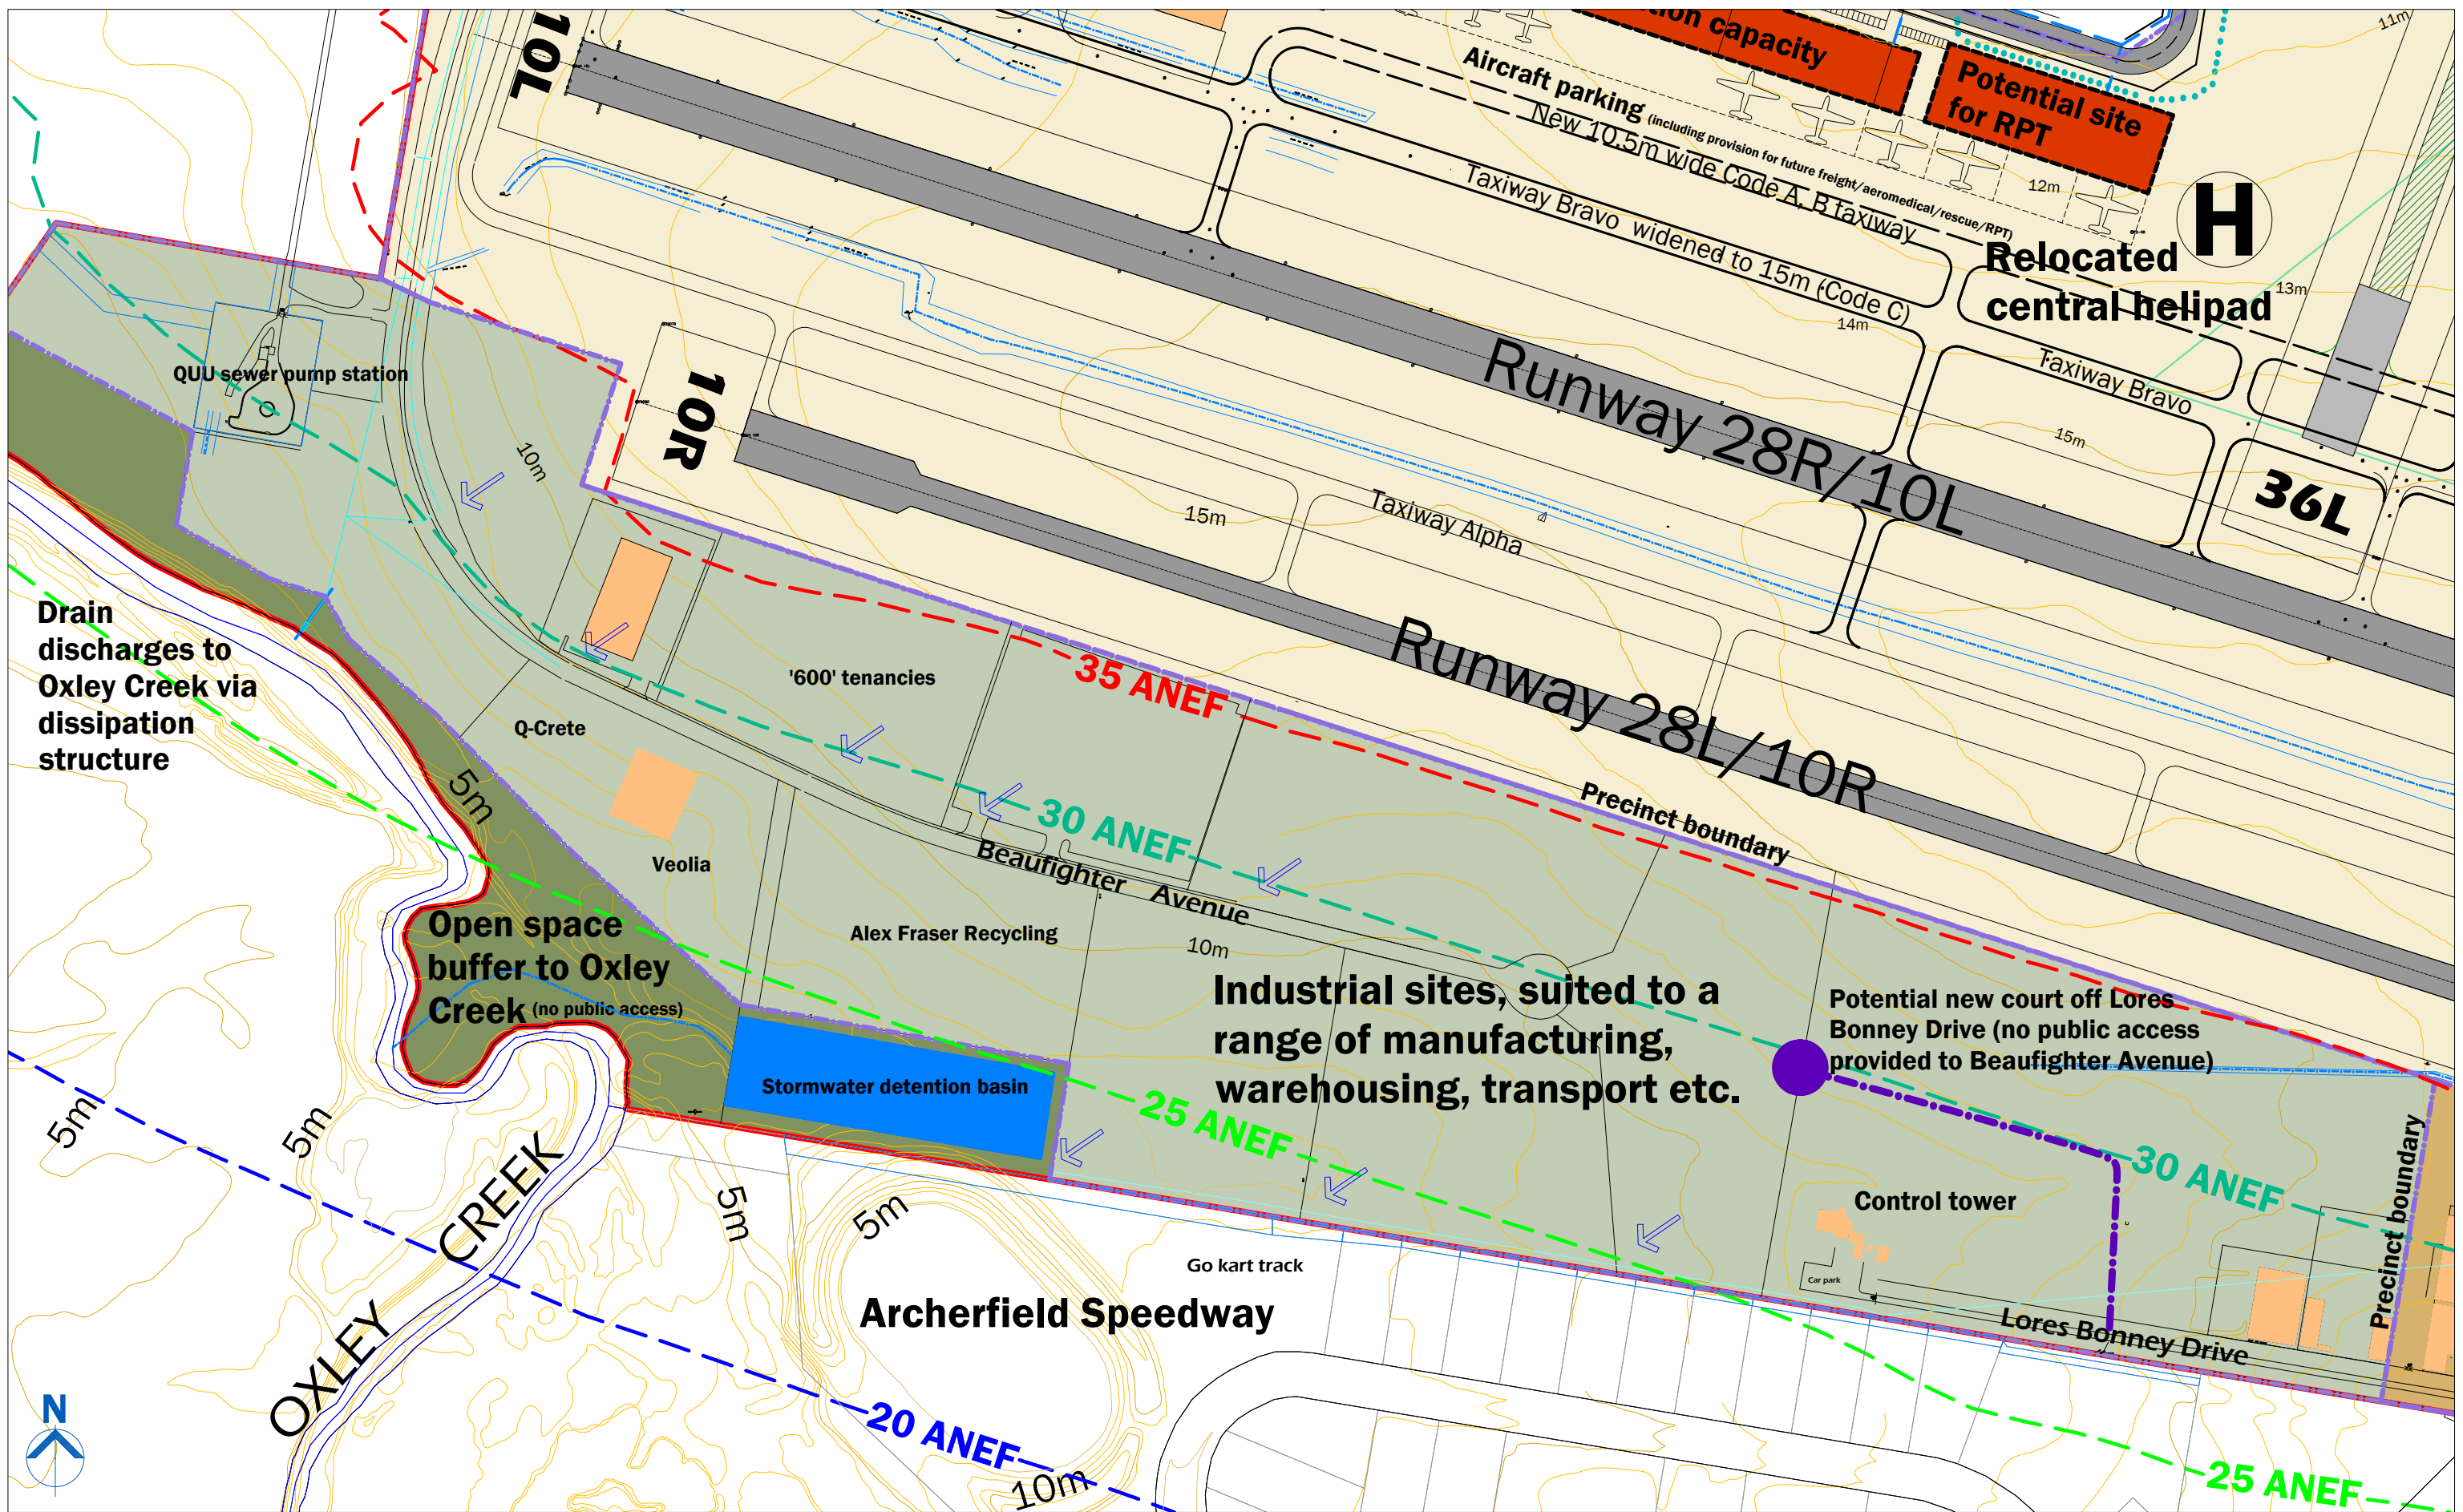 10L
tion capacity
Potential site
for RPT
11m
Aircraft parking (including provision for future freight/aeromedical/rescue/RPT)
New 10.5m wide Code A, B taxiway
12m
Taxiway Bravo widened to 15m (Code C)
H
Relocated
central helipad
13m
14m
Taxiway Bravo
15m
36L
Runway 28R/10L
QUU sewer pump station
10m
10R
15m
Taxiway Alpha
Runway 28L/10R
Drain
discharges to
Oxley Creek via
dissipation
structure
'600' tenancies
35 ANEF
Q-Crete
5m
30 ANEF
Precinct boundary
Veolia
Beaufighter Avenue
Alex Fraser Recycling
10m
Open space
buffer to Oxley
Creek (no public access)
Industrial sites, suited to a
range of manufacturing,
warehousing, transport etc.
Potential new court off Lores
Bonney Drive (no public access
provided to Beaufighter Avenue)
Stormwater detention basin
25 ANEF
5m
5m
30 ANEF
Precinct boundary
Control tower
OXLEY CREEK
5m
5m
Go kart track
Car park
Archerfield Speedway
Lores Bonney Drive
N
20 ANEF
10m
25 ANEF